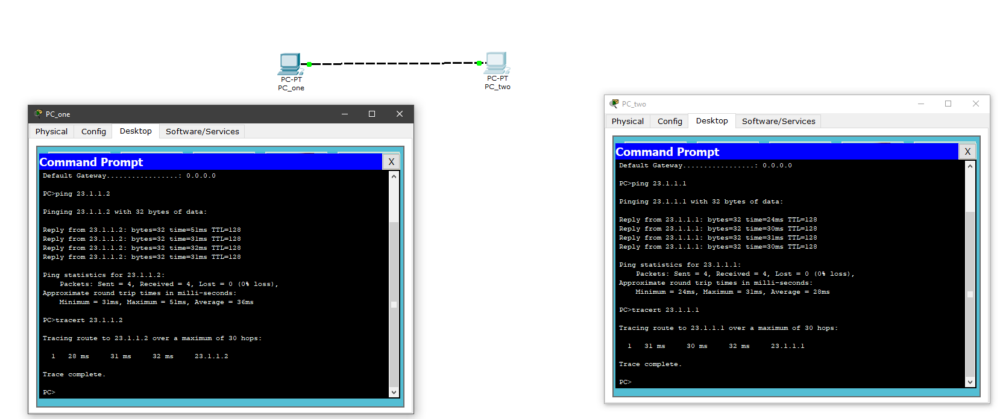 PC-PT
PC_one
PC-PT
PC_two
PC_one
Physical
Config
Desktop
Software/Services
Command Prompt
X
Default Gateway.................: 0.0.0.0
PC>ping 23.1.1.2
Pinging 23.1.1.2 with 32 bytes of data:
Reply from 23.1.1.2: bytes=32 time=51ms TTL=128
Reply from 23.1.1.2: bytes=32 time=31ms TTL=128
Reply from 23.1.1.2: bytes=32 time=32ms TTL=128
Reply from 23.1.1.2: bytes=32 time=31ms TTL=128
Ping statistics for 23.1.1.2:
Packets: Sent = 4, Received = 4, Lost = 0 (0% loss),
Approximate round trip times in milli-seconds:
Minimum = 31ms, Maximum = 51ms, Average = 36ms
PC>tracert 23.1.1.2
Tracing route to 23.1.1.2 over a maximum of 30 hops:
1 28 ms 31 ms 32 ms 23.1.1.2
Trace complete.
PC>
PC_two
Physical
Config
Desktop
Software/Services
Command Prompt
X
Default Gateway.................: 0.0.0.0
PC>ping 23.1.1.1
Pinging 23.1.1.1 with 32 bytes of data:
Reply from 23.1.1.1: bytes=32 time=24ms TTL=128
Reply from 23.1.1.1: bytes=32 time=30ms TTL=128
Reply from 23.1.1.1: bytes=32 time=31ms TTL=128
Reply from 23.1.1.1: bytes=32 time=30ms TTL=128
Ping statistics for 23.1.1.1:
Packets: Sent = 4, Received = 4, Lost = 0 (0% loss),
Approximate round trip times in milli-seconds:
Minimum = 24ms, Maximum = 31ms, Average = 28ms
PC>tracert 23.1.1.1
Tracing route to 23.1.1.1 over a maximum of 30 hops:
1 31 ms 30 ms 32 ms 23.1.1.1
Trace complete.
PC>